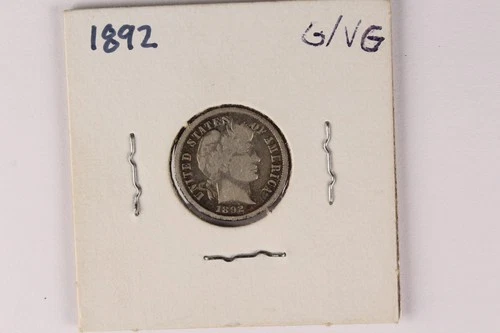 1892 G/VG
UNITED STATES OF AMERICA
1892